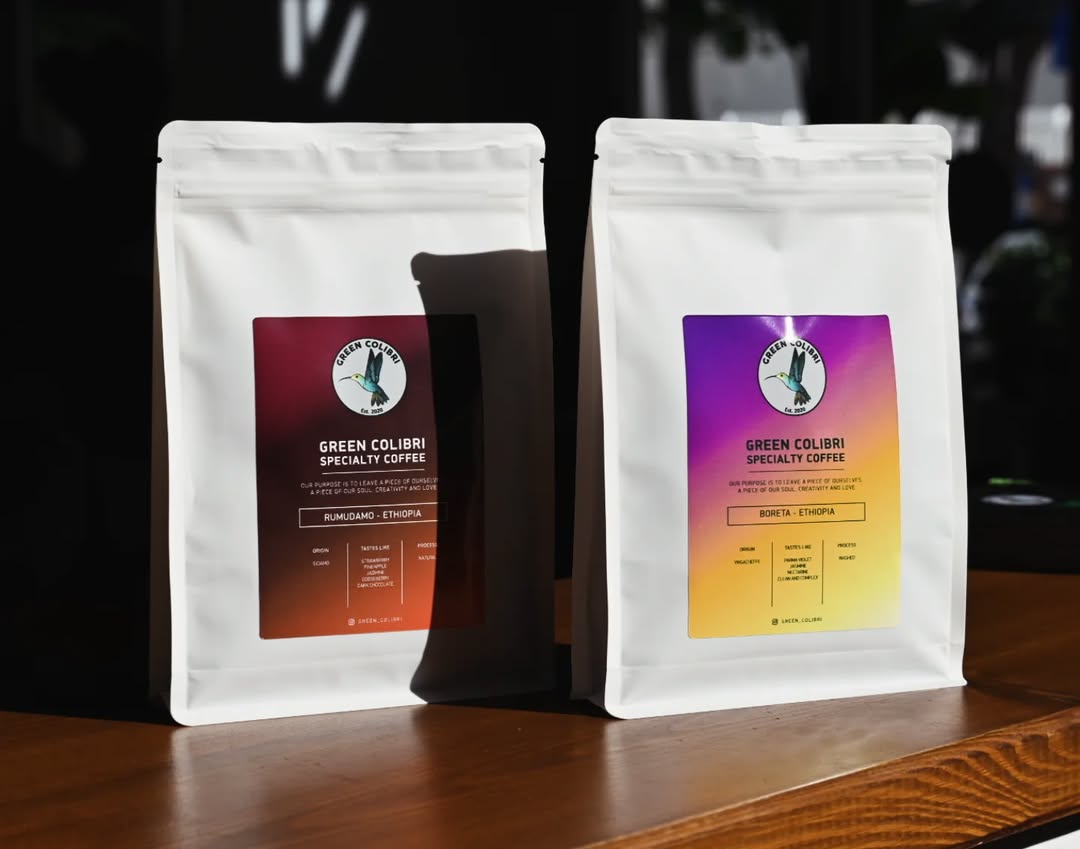 GREEN COLIBRI
Est. 2020
GREEN COLIBRI
SPECIALTY COFFEE
OUR PURPOSE IS TO LEAVE A PIECE OF OURSELVES
A PIECE OF OUR SOUL, CREATIVITY AND LOVE
RUMUDAMO - ETHIOPIA
ORIGIN
SIDAMO
TASTES LIKE
STRAWBERRY
PINEAPPLE
JASMINE
GOOSEBERRY
DARK CHOCOLATE
PROCESS
NATURAL
GREEN_COLIBRI
GREEN COLIBRI
Est. 2020
GREEN COLIBRI
SPECIALTY COFFEE
OUR PURPOSE IS TO LEAVE A PIECE OF OURSELVES
A PIECE OF OUR SOUL, CREATIVITY AND LOVE
BORETA - ETHIOPIA
ORIGIN
YIRGACHEFFE
TASTES LIKE
PARMA VIOLET
JASMINE
NECTARINE
CLEAN AND COMPLEX
PROCESS
WASHED
GREEN_COLIBRI